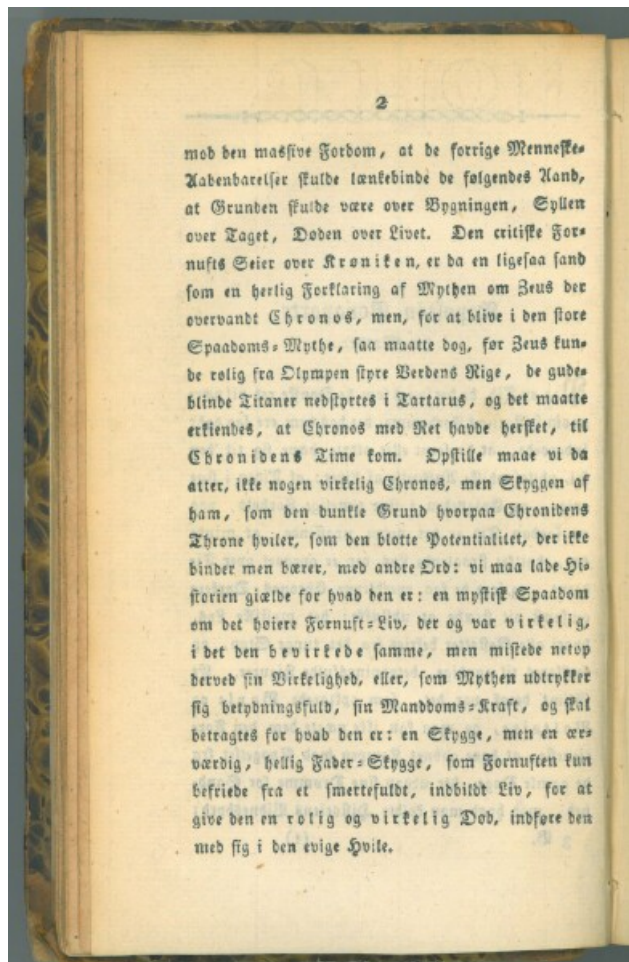 2
mod den massive Fordom, at de forrige Menneske-
Aabenbarelser skulde lænkebinde de følgendes Aand,
at Grunden skulde være over Bygningen, Syllen
over Taget, Døden over Livet. Den critiske For-
nufts Seier over Krøniken, er da en ligesaa sand
som en herlig Forklaring af Mythen om Zeus der
overvandt Chronos, men, for at blive i den store
Spaadoms-Mythe, saa maatte dog, før Zeus kun-
de rolig fra Olympen styre Verdens Rige, de gude-
blinde Titaner nedstyrtes i Tartarus, og det maatte
erkiendes, at Chronos med Ret havde hersket, til
Chronidens Time kom. Opstille maae vi da
atter, ikke nogen virkelig Chronos, men Skyggen af
ham, som den dunkle Grund hvorpaa Chronidens
Throne hviler, som den blotte Potentialitet, der ikke
binder men bærer, med andre Ord: vi maa lade Hi-
storien giælde for hvad den er: en mystisk Spaadom
om det høiere Fornuft-Liv, der og var virkelig,
i det den bevirkede samme, men mistede netop
derved sin Virkelighed, eller, som Mythen udtrykker
sig betydningsfuld, sin Manddoms-Kraft, og skal
betragtes for hvad den er: en Skygge, men en ær-
værdig, hellig Fader-Skygge, som Fornuften kun
befriede fra et smertefuldt, indbildt Liv, for at
give den en rolig og virkelig Død, indføre den
med sig i den evige Hvile.